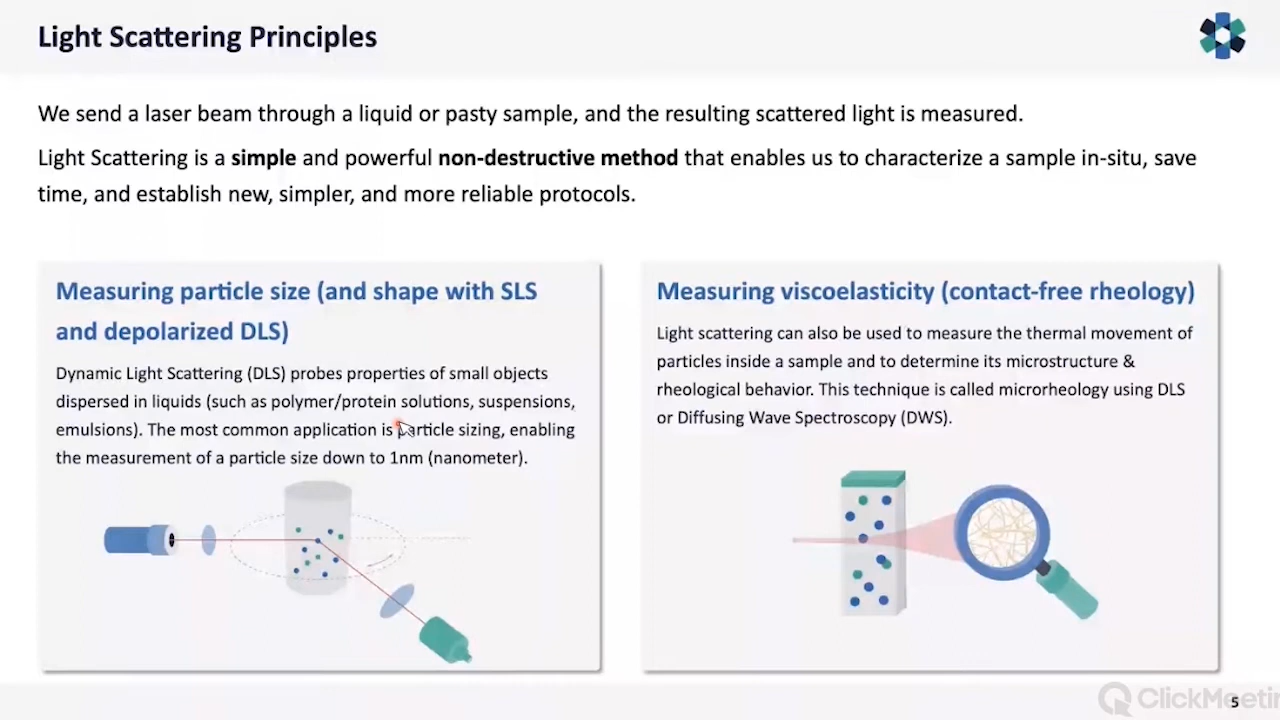 Light Scattering Principles
We send a laser beam through a liquid or pasty sample, and the resulting scattered light is measured.
Light Scattering is a simple and powerful non-destructive method that enables us to characterize a sample in-situ, save
time, and establish new, simpler, and more reliable protocols.
Measuring particle size (and shape with SLS
and depolarized DLS)
Dynamic Light Scattering (DLS) probes properties of small objects
dispersed in liquids (such as polymer/protein solutions, suspensions,
emulsions). The most common application is particle sizing, enabling
the measurement of a particle size down to 1nm (nanometer).
Measuring viscoelasticity (contact-free rheology)
Light scattering can also be used to measure the thermal movement of
particles inside a sample and to determine its microstructure &
rheological behavior. This technique is called microrheology using DLS
or Diffusing Wave Spectroscopy (DWS).
ClickMeetin
5